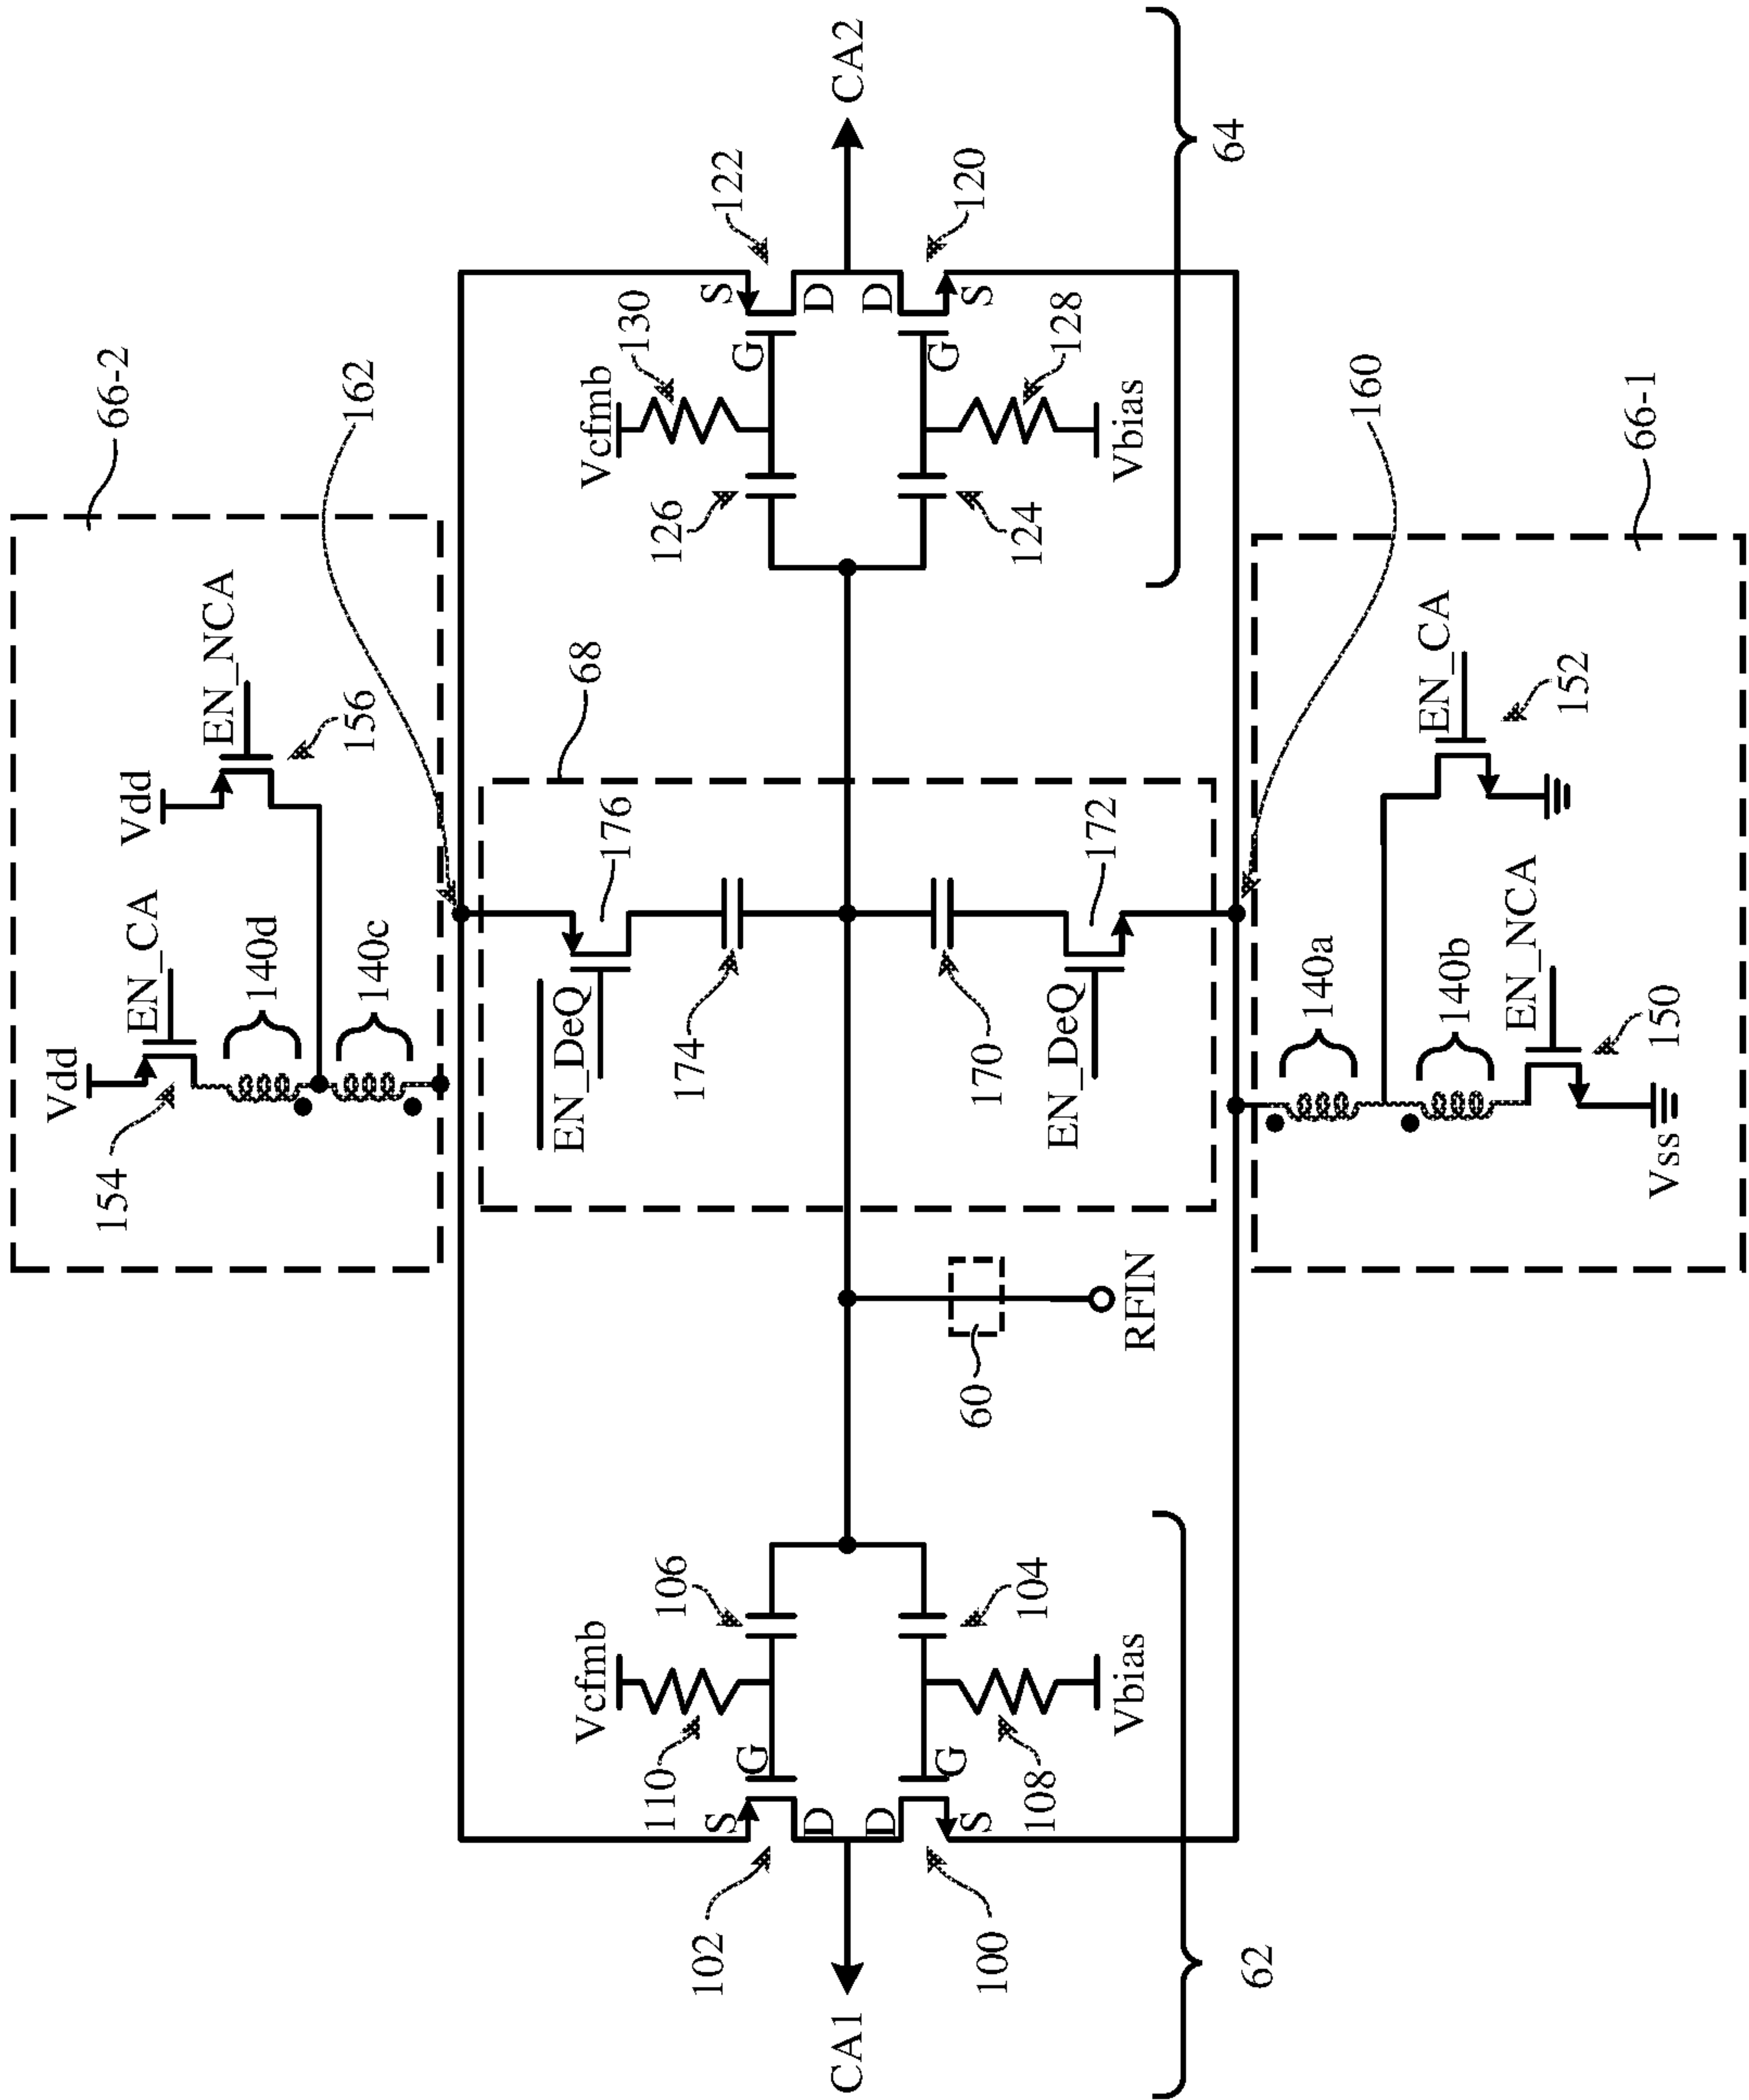 66-2
Vdd
Vdd
EN_CA
EN_NCA
154
140d
156
140c
162
EN_DeQ
176
68
174
Vcfmb
110
106
Vcfmb
130
126
122
102
S
G
D
S
G
D
CA1
CA2
100
D
G
S
D
G
S
120
108
104
Vbias
124
128
Vbias
60
RFIN
170
172
EN_DeQ
62
64
160
66-1
140a
140b
EN_CA
EN_NCA
152
150
Vss